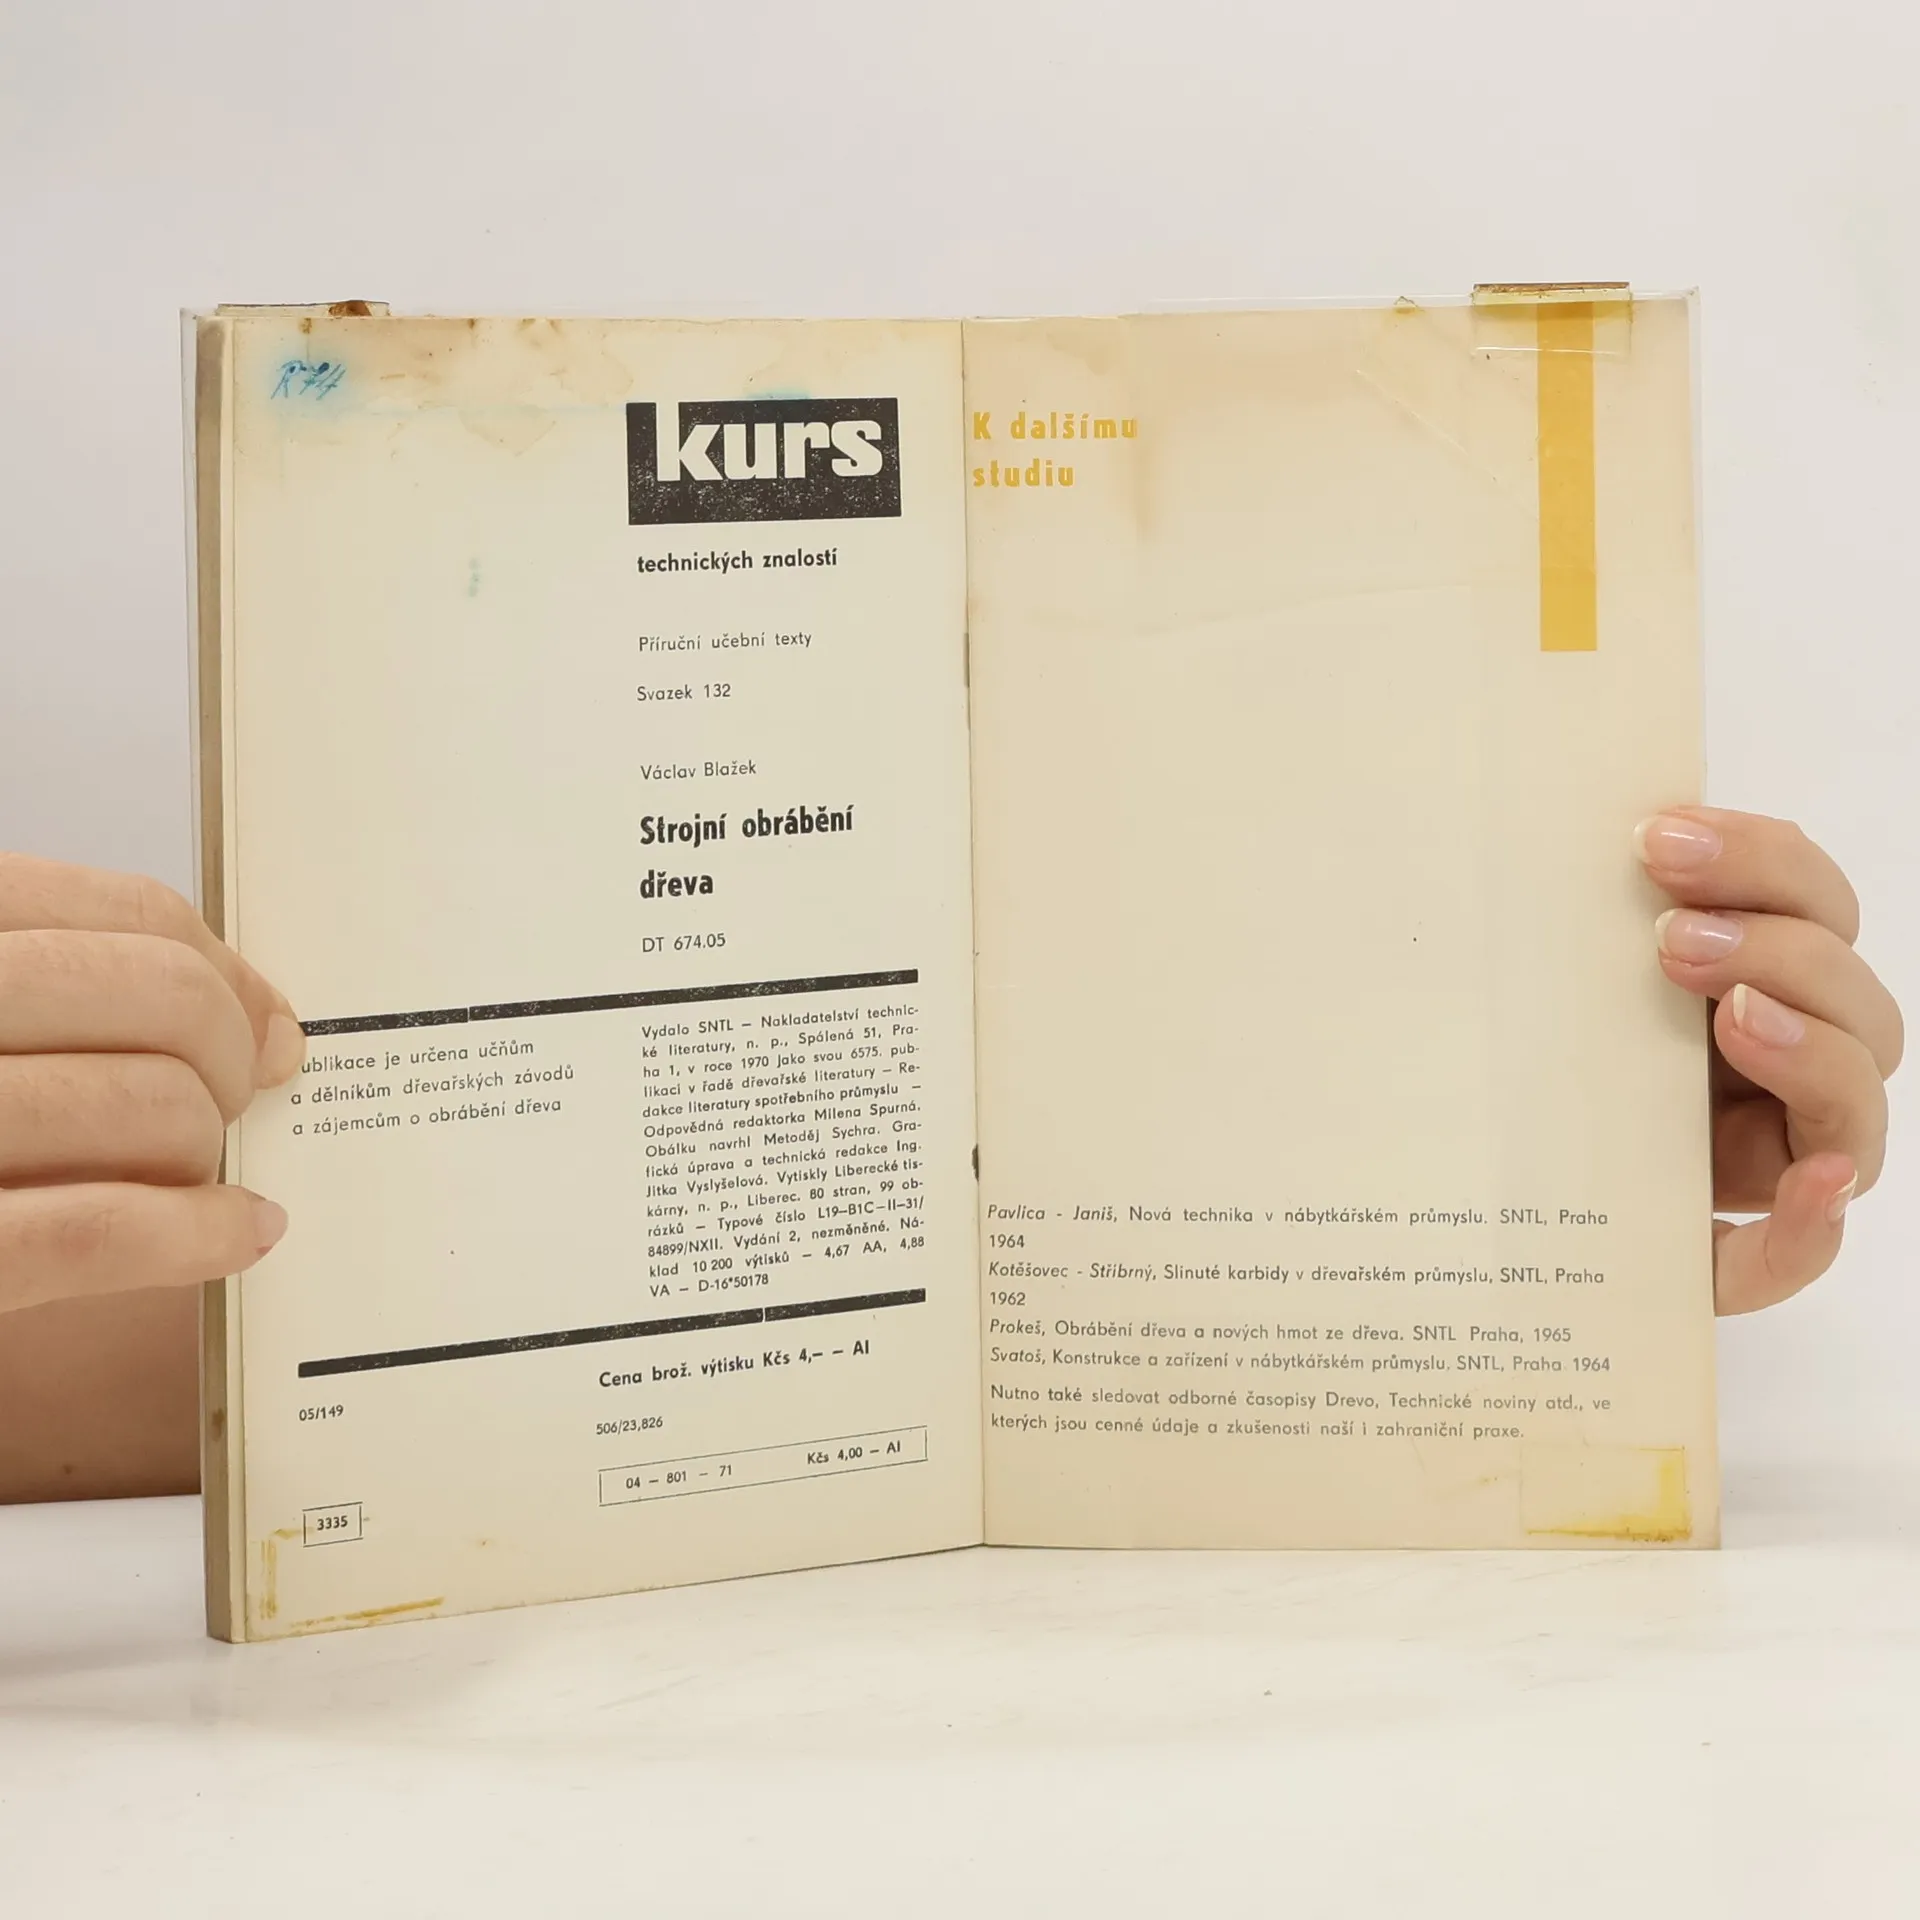 R 74
kurs
technických znalostí
Příruční učební texty
Svazek 132
Václav Blažek
Strojní obrábění
dřeva
DT 674.05
ublikace je určena učňům
a dělníkům dřevařských závodů
a zájemcům o obrábění dřeva
Vydalo SNTL – Nakladatelství technic-
ké literatury, n. p., Spálená 51, Pra-
ha 1, v roce 1970 jako svou 6575. pub-
likaci v řadě dřevařské literatury – Re-
dakce literatury spotřebního průmyslu –
Odpovědná redaktorka Milena Spurná.
Obálku navrhl Metoděj Sychra. Gra-
fická úprava a technická redakce Ing.
Jitka Vyslyšelová. Vytiskly Liberecké tis-
kárny, n. p., Liberec. 80 stran, 99 ob-
rázků – Typové číslo L19–B1C–II–31/
84899/NXII. Vydání 2, nezměněné. Ná-
klad 10 200 výtisků – 4,67 AA, 4,88
VA – D-16*50178
Cena brož. výtisku Kčs 4,– – AI
05/149
506/23,826
04 – 801 – 71 Kčs 4,00 – AI
3335
K dalšímu
studiu
Pavlica - Janiš, Nová technika v nábytkářském průmyslu. SNTL, Praha
1964
Kotěšovec - Stříbrný, Slinuté karbidy v dřevařském průmyslu, SNTL, Praha
1962
Prokeš, Obrábění dřeva a nových hmot ze dřeva. SNTL Praha, 1965
Svatoš, Konstrukce a zařízení v nábytkářském průmyslu. SNTL, Praha 1964
Nutno také sledovat odborné časopisy Drevo, Technické noviny atd., ve
kterých jsou cenné údaje a zkušenosti naší i zahraniční praxe.